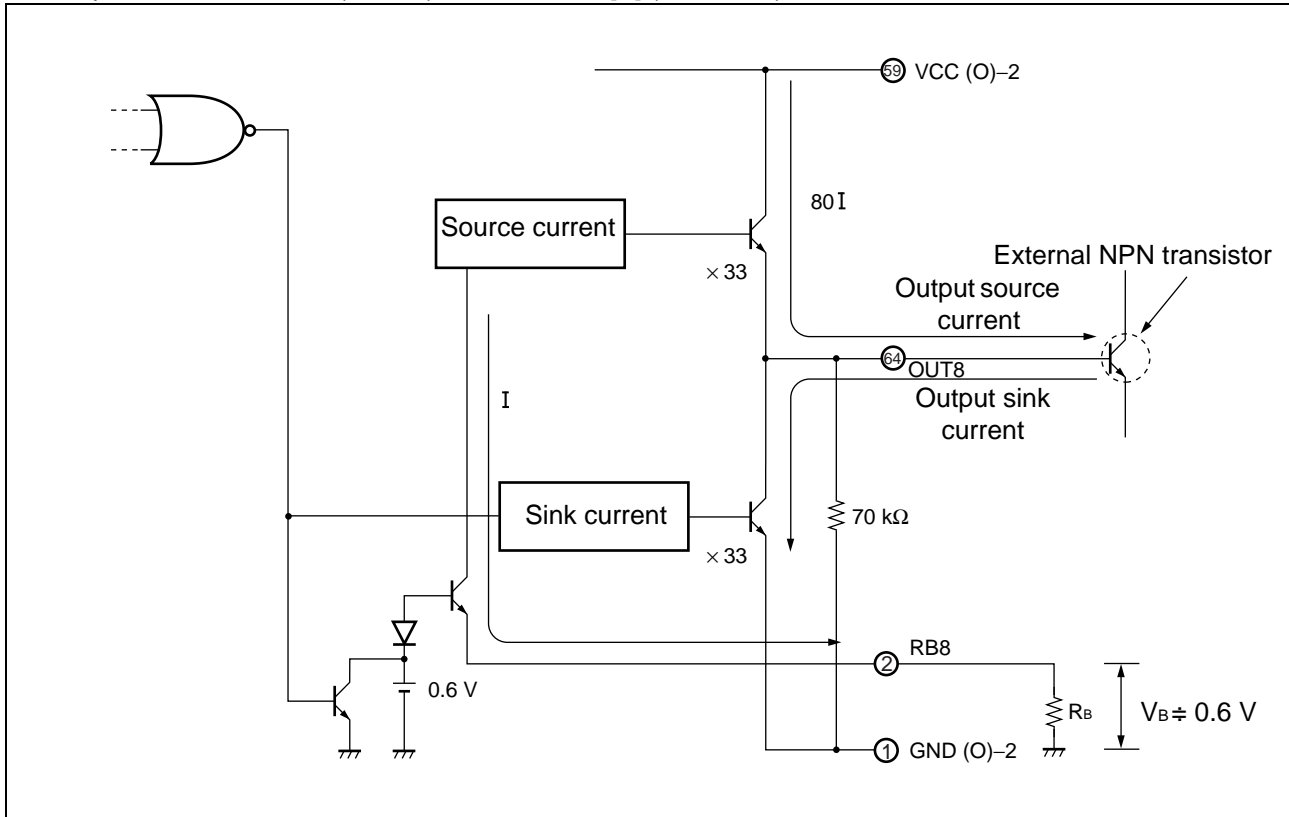 59 VCC (O)−2
80 I
Source current
External NPN transistor
× 33
Output source
current
64
OUT8
Output sink
current
I
Sink current
70 kΩ
× 33
RB8
2
0.6 V
RB
VB ≑ 0.6 V
1 GND (O)−2